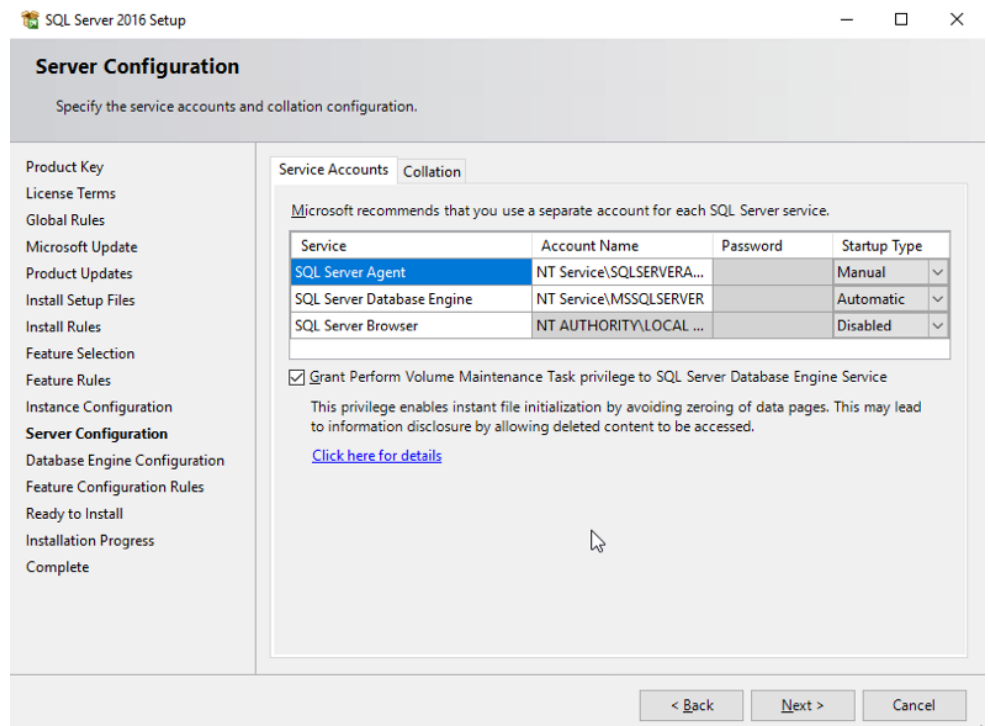 SQL Server 2016 Setup
Server Configuration
Specify the service accounts and collation configuration.
Product Key
License Terms
Global Rules
Microsoft Update
Product Updates
Install Setup Files
Install Rules
Feature Selection
Feature Rules
Instance Configuration
Server Configuration
Database Engine Configuration
Feature Configuration Rules
Ready to Install
Installation Progress
Complete
Service Accounts Collation
Microsoft recommends that you use a separate account for each SQL Server service.
Service Account Name Password Startup Type
SQL Server Agent NT Service\SQLSERVERA... Manual
SQL Server Database Engine NT Service\MSSQLSERVER Automatic
SQL Server Browser NT AUTHORITY\LOCAL ... Disabled
Grant Perform Volume Maintenance Task privilege to SQL Server Database Engine Service
This privilege enables instant file initialization by avoiding zeroing of data pages. This may lead
to information disclosure by allowing deleted content to be accessed.
Click here for details
< Back Next > Cancel